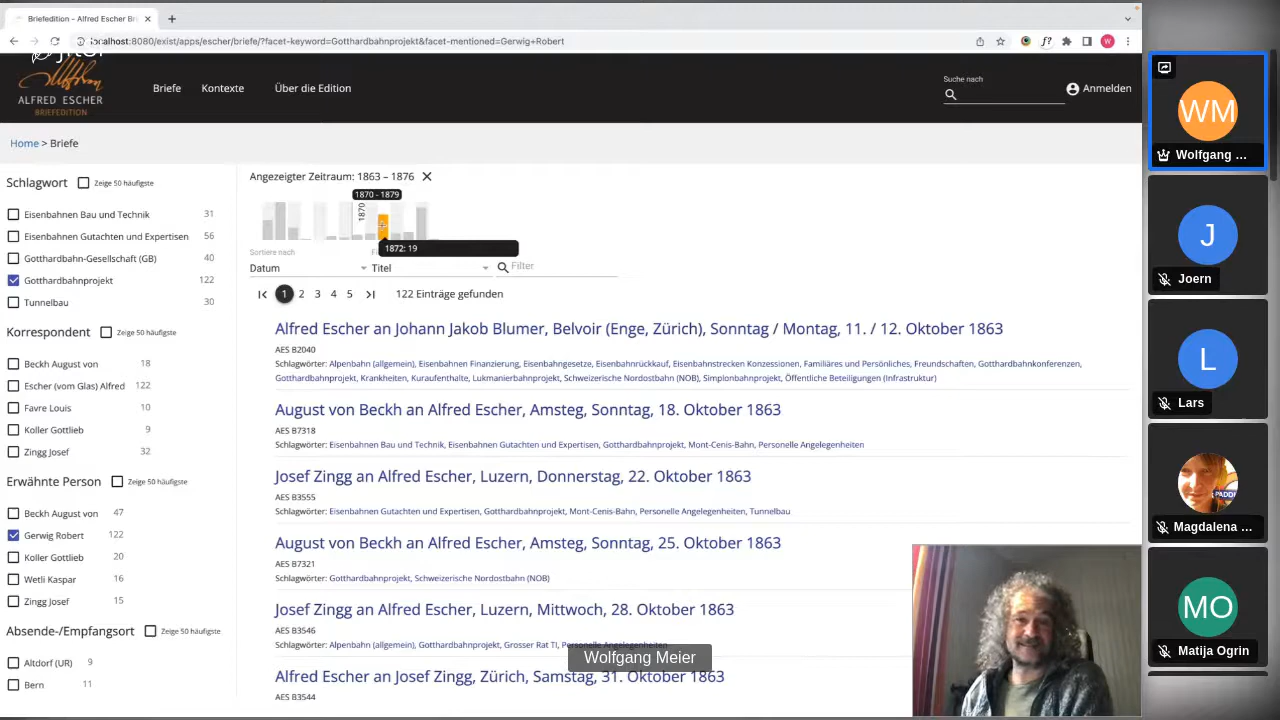 Briefedition – Alfred Escher Bri
localhost:8080/exist/apps/escher/briefe/?facet-keyword=Gotthardbahnprojekt&facet-mentioned=Gerwig+Robert
ALFRED ESCHER
BRIEFEDITION
Briefe
Kontexte
Über die Edition
Suche nach
Anmelden
Home > Briefe
Schlagwort Zeige 50 häufigste
Eisenbahnen Bau und Technik 31
Eisenbahnen Gutachten und Expertisen 56
Gotthardbahn-Gesellschaft (GB) 40
Gotthardbahnprojekt 122
Tunnelbau 30
Korrespondent Zeige 50 häufigste
Beckh August von 18
Escher (vom Glas) Alfred 122
Favre Louis 10
Koller Gottlieb 9
Zingg Josef 32
Erwähnte Person Zeige 50 häufigste
Beckh August von 47
Gerwig Robert 122
Koller Gottlieb 20
Wetli Kaspar 16
Zingg Josef 15
Absende-/Empfangsort Zeige 50 häufigste
Altdorf (UR) 9
Bern 11
Angezeigter Zeitraum: 1863 – 1876
1870 - 1879
1870
1872: 19
Sortiere nach
Datum
Titel
Filter
1 2 3 4 5 122 Einträge gefunden
Alfred Escher an Johann Jakob Blumer, Belvoir (Enge, Zürich), Sonntag / Montag, 11. / 12. Oktober 1863
AES B2040
Schlagwörter: Alpenbahn (allgemein), Eisenbahnen Finanzierung, Eisenbahngesetze, Eisenbahnrückkauf, Eisenbahnstrecken Konzessionen, Familiäres und Persönliches, Freundschaften, Gotthardbahnkonferenzen,
Gotthardbahnprojekt, Krankheiten, Kuraufenthalte, Lukmanierbahnprojekt, Schweizerische Nordostbahn (NOB), Simplonbahnprojekt, Öffentliche Beteiligungen (Infrastruktur)
August von Beckh an Alfred Escher, Amsteg, Sonntag, 18. Oktober 1863
AES B7318
Schlagwörter: Eisenbahnen Bau und Technik, Eisenbahnen Gutachten und Expertisen, Gotthardbahnprojekt, Mont-Cenis-Bahn, Personelle Angelegenheiten
Josef Zingg an Alfred Escher, Luzern, Donnerstag, 22. Oktober 1863
AES B3555
Schlagwörter: Eisenbahnen Gutachten und Expertisen, Gotthardbahnprojekt, Mont-Cenis-Bahn, Personelle Angelegenheiten, Tunnelbau
August von Beckh an Alfred Escher, Amsteg, Sonntag, 25. Oktober 1863
AES B7321
Schlagwörter: Gotthardbahnprojekt, Schweizerische Nordostbahn (NOB)
Josef Zingg an Alfred Escher, Luzern, Mittwoch, 28. Oktober 1863
AES B3546
Schlagwörter: Alpenbahn (allgemein), Gotthardbahnprojekt, Grosser Rat TI, Personelle Angelegenheiten
Alfred Escher an Josef Zingg, Zürich, Samstag, 31. Oktober 1863
AES B3544
Wolfgang Meier
WM
Wolfgang ...
J
Joern
L
Lars
PADDI
Magdalena ...
MO
Matija Ogrin